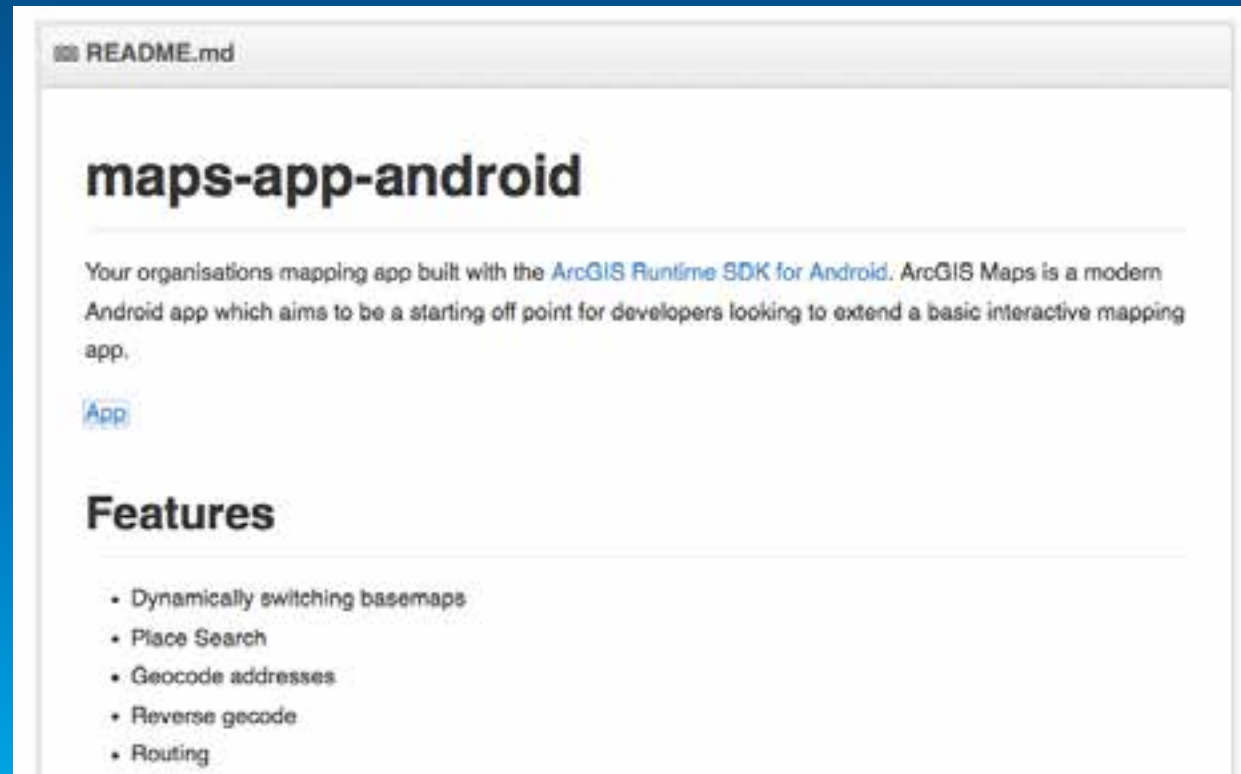 README.md
maps-app-android
Your organisations mapping app built with the ArcGIS Runtime SDK for Android. ArcGIS Maps is a modern
Android app which aims to be a starting off point for developers looking to extend a basic interactive mapping
app.
App
Features
• Dynamically switching basemaps
• Place Search
• Geocode addresses
• Reverse gecode
• Routing